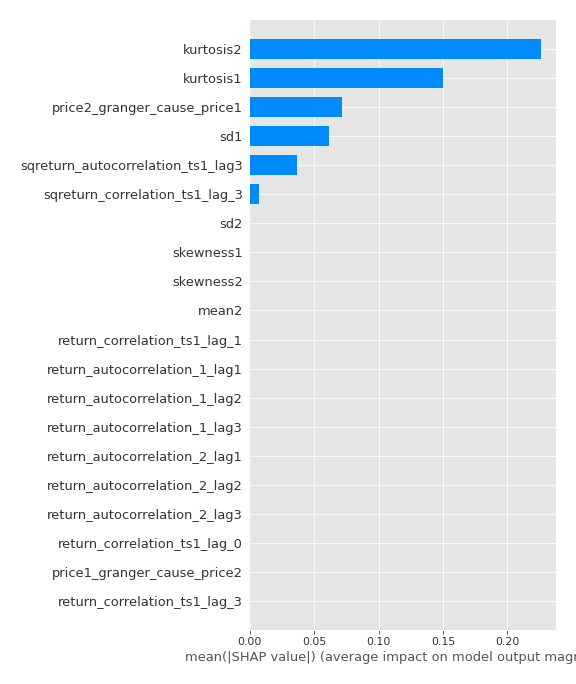 kurtosis2
kurtosis1
price2_granger_cause_price1
sd1
sqreturn_autocorrelation_ts1_lag3
sqreturn_correlation_ts1_lag_3
sd2
skewness1
skewness2
mean2
return_correlation_ts1_lag_1
return_autocorrelation_1_lag1
return_autocorrelation_1_lag2
return_autocorrelation_1_lag3
return_autocorrelation_2_lag1
return_autocorrelation_2_lag2
return_autocorrelation_2_lag3
return_correlation_ts1_lag_0
price1_granger_cause_price2
return_correlation_ts1_lag_3
0.00 0.05 0.10 0.15 0.20
mean(|SHAP value|) (average impact on model output magn